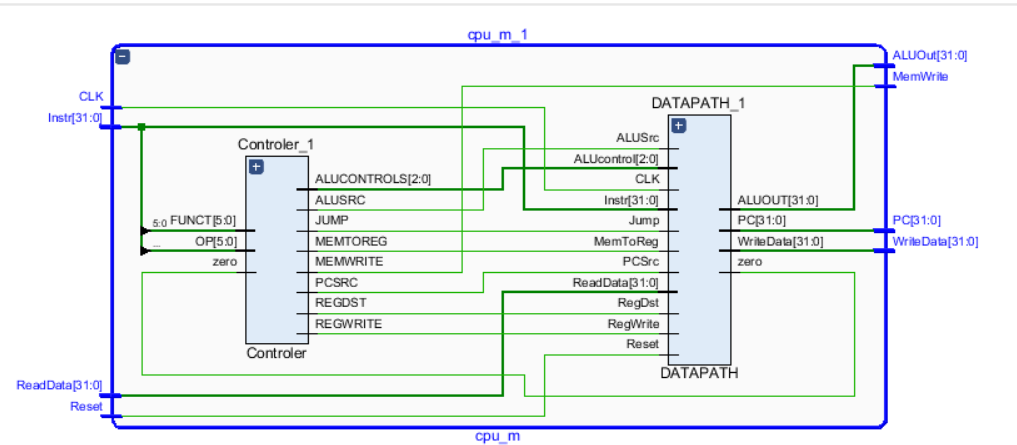 cpu_m_1
CLK
Instr[31:0]
ReadData[31:0]
Reset
Controler_1
5:0 FUNCT[5:0]
... OP[5:0]
zero
ALUCONTROLS[2:0]
ALUSRC
JUMP
MEMTOREG
MEMWRITE
PCSRC
REGDST
REGWRITE
Controler
DATAPATH_1
ALUSrc
ALUcontrol[2:0]
CLK
Instr[31:0]
Jump
MemToReg
PCSrc
ReadData[31:0]
RegDst
RegWrite
Reset
ALUOUT[31:0]
PC[31:0]
WriteData[31:0]
zero
DATAPATH
ALUOut[31:0]
MemWrite
PC[31:0]
WriteData[31:0]
cpu_m